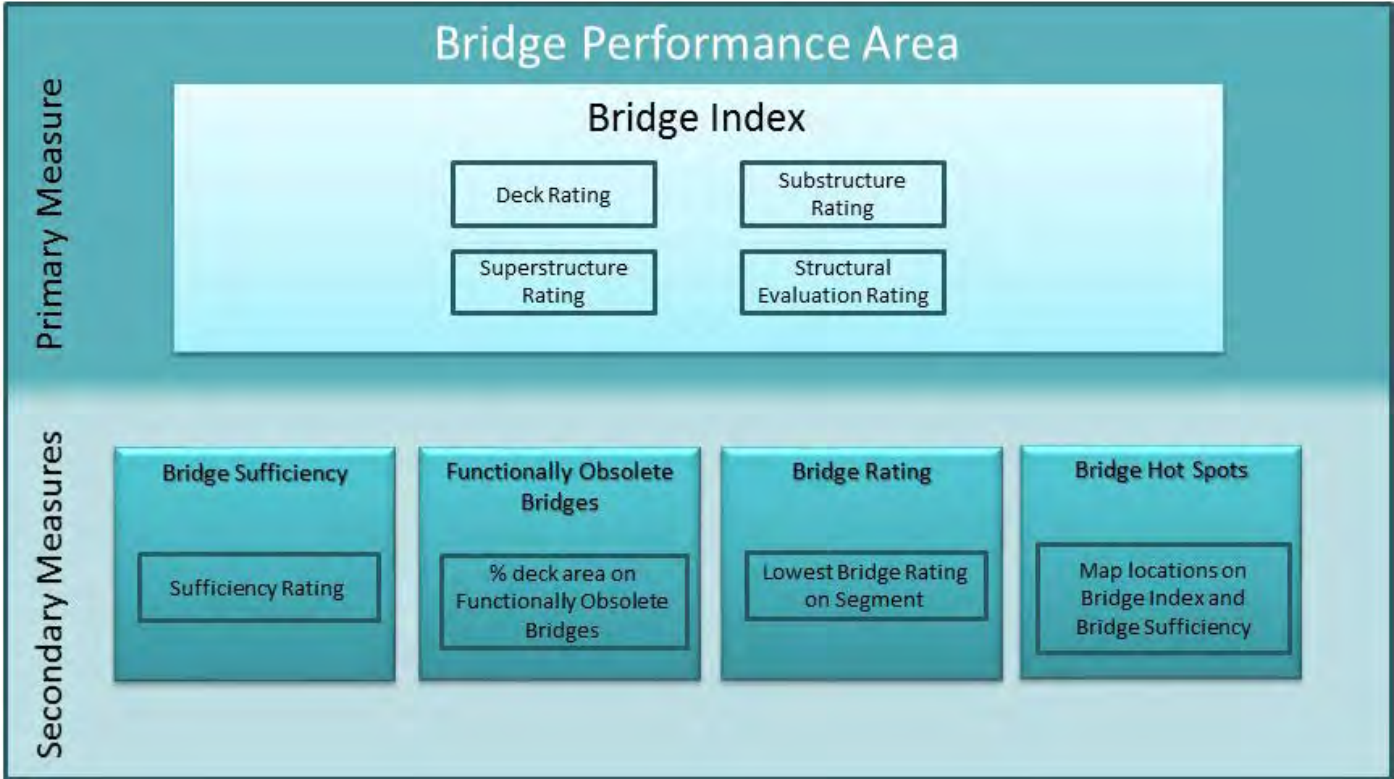 Bridge Performance Area
Primary Measure
Bridge Index
Deck Rating
Substructure
Rating
Superstructure
Rating
Structural
Evaluation Rating
Secondary Measures
Bridge Sufficiency
Sufficiency Rating
Functionally Obsolete
Bridges
% deck area on
Functionally Obsolete
Bridges
Bridge Rating
Lowest Bridge Rating
on Segment
Bridge Hot Spots
Map locations on
Bridge Index and
Bridge Sufficiency